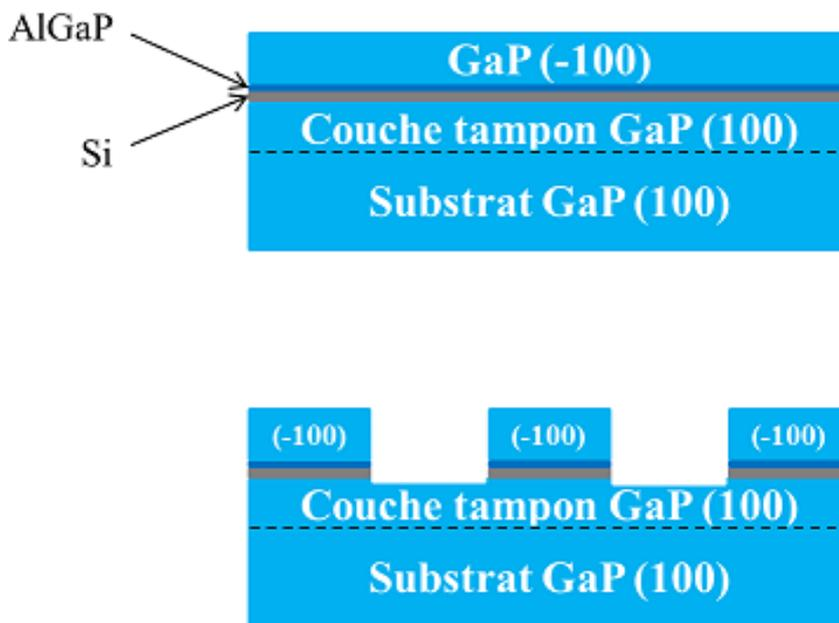 AlGaP
GaP (-100)
Si
Couche tampon GaP (100)
Substrat GaP (100)
(-100) (-100) (-100)
Couche tampon GaP (100)
Substrat GaP (100)